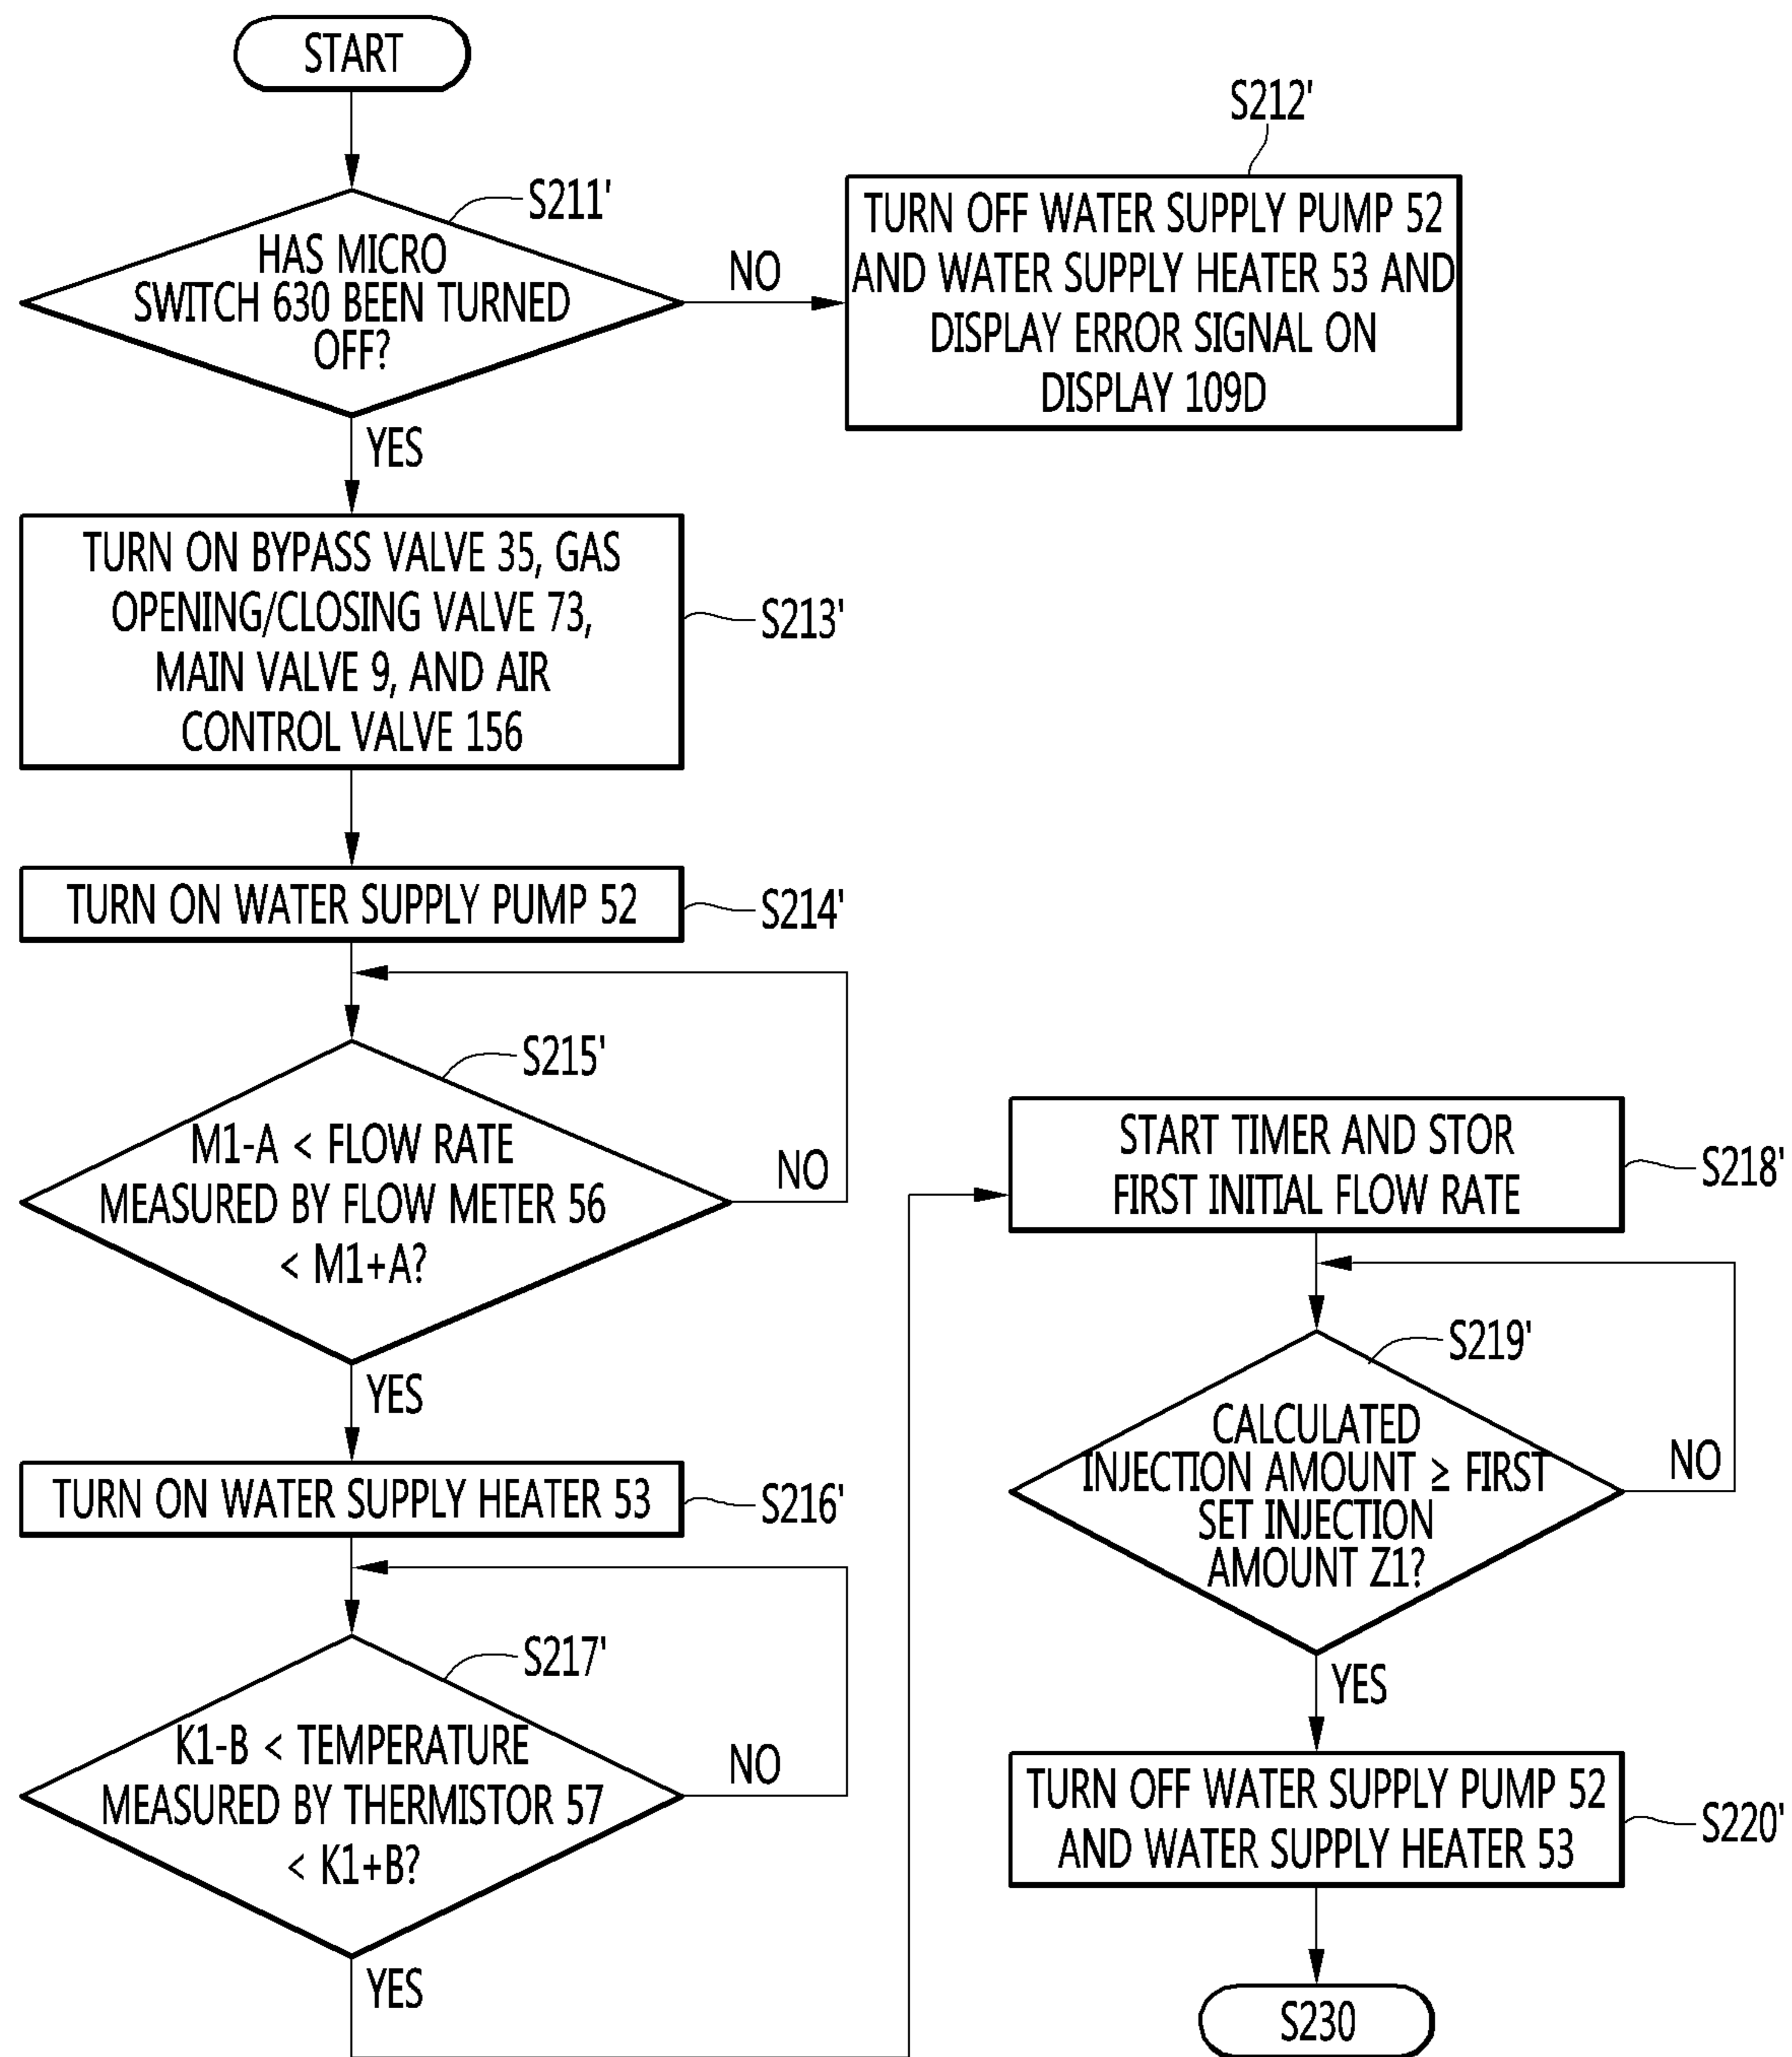 START
S211'
HAS MICRO
SWITCH 630 BEEN TURNED
OFF?
NO
S212'
TURN OFF WATER SUPPLY PUMP 52
AND WATER SUPPLY HEATER 53 AND
DISPLAY ERROR SIGNAL ON
DISPLAY 109D
YES
TURN ON BYPASS VALVE 35, GAS
OPENING/CLOSING VALVE 73,
MAIN VALVE 9, AND AIR
CONTROL VALVE 156
S213'
TURN ON WATER SUPPLY PUMP 52
S214'
S215'
M1-A < FLOW RATE
MEASURED BY FLOW METER 56
< M1+A?
NO
YES
TURN ON WATER SUPPLY HEATER 53
S216'
S217'
K1-B < TEMPERATURE
MEASURED BY THERMISTOR 57
< K1+B?
NO
YES
START TIMER AND STOR
FIRST INITIAL FLOW RATE
S218'
S219'
CALCULATED
INJECTION AMOUNT ≥ FIRST
SET INJECTION
AMOUNT Z1?
NO
YES
TURN OFF WATER SUPPLY PUMP 52
AND WATER SUPPLY HEATER 53
S220'
S230